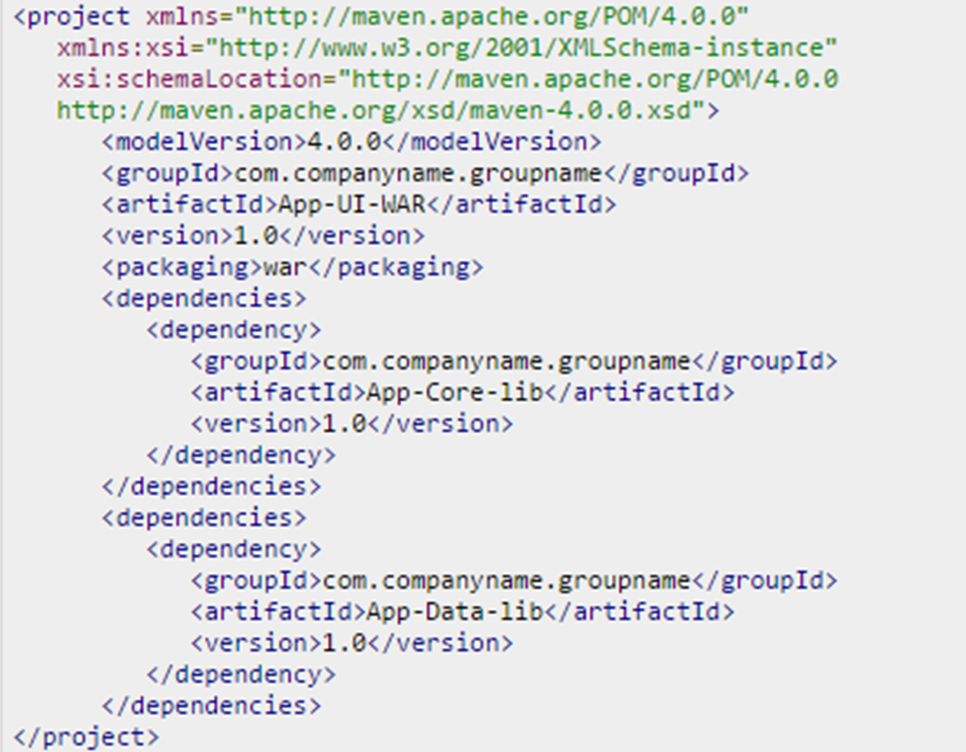 <project xmlns="http://maven.apache.org/POM/4.0.0"
xmlns:xsi="http://www.w3.org/2001/XMLSchema-instance"
xsi:schemaLocation="http://maven.apache.org/POM/4.0.0
http://maven.apache.org/xsd/maven-4.0.0.xsd">
<modelVersion>4.0.0</modelVersion>
<groupId>com.companyname.groupname</groupId>
<artifactId>App-UI-WAR</artifactId>
<version>1.0</version>
<packaging>war</packaging>
<dependencies>
<dependency>
<groupId>com.companyname.groupname</groupId>
<artifactId>App-Core-lib</artifactId>
<version>1.0</version>
</dependency>
</dependencies>
<dependencies>
<dependency>
<groupId>com.companyname.groupname</groupId>
<artifactId>App-Data-lib</artifactId>
<version>1.0</version>
</dependency>
</dependencies>
</project>